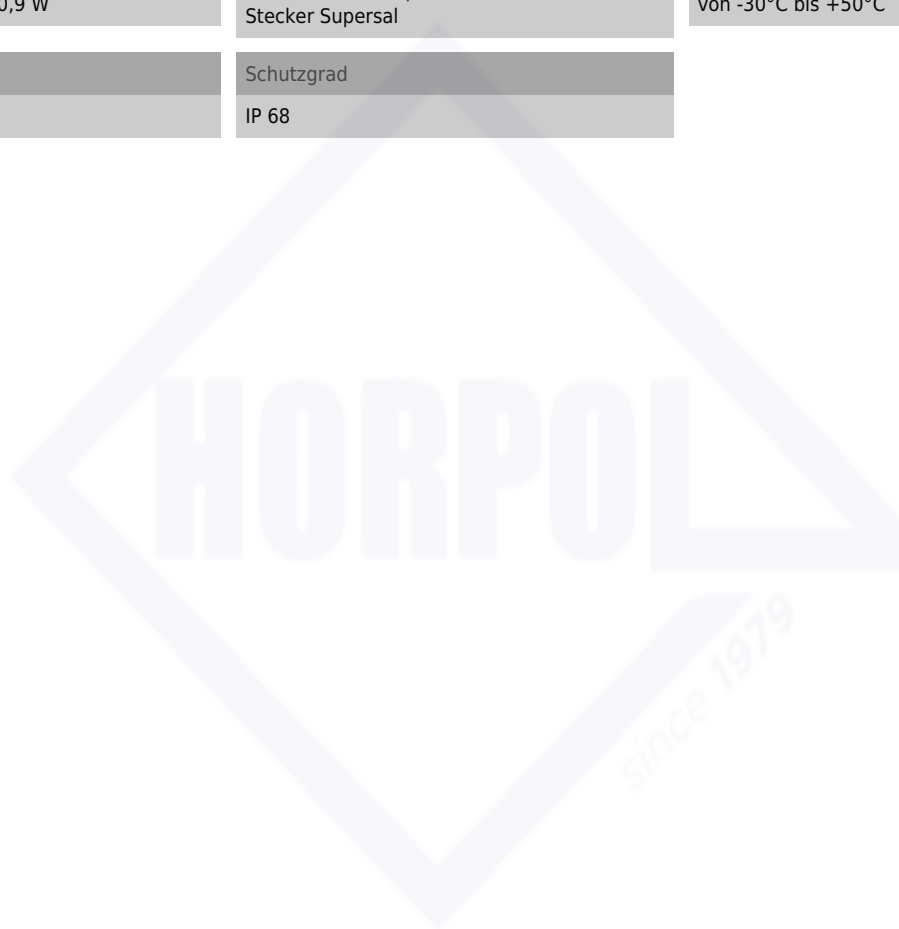 0,9 W
Stecker Supersal
von -30°C bis +50°C
Schutzgrad
IP 68
HORPOL
since 1979